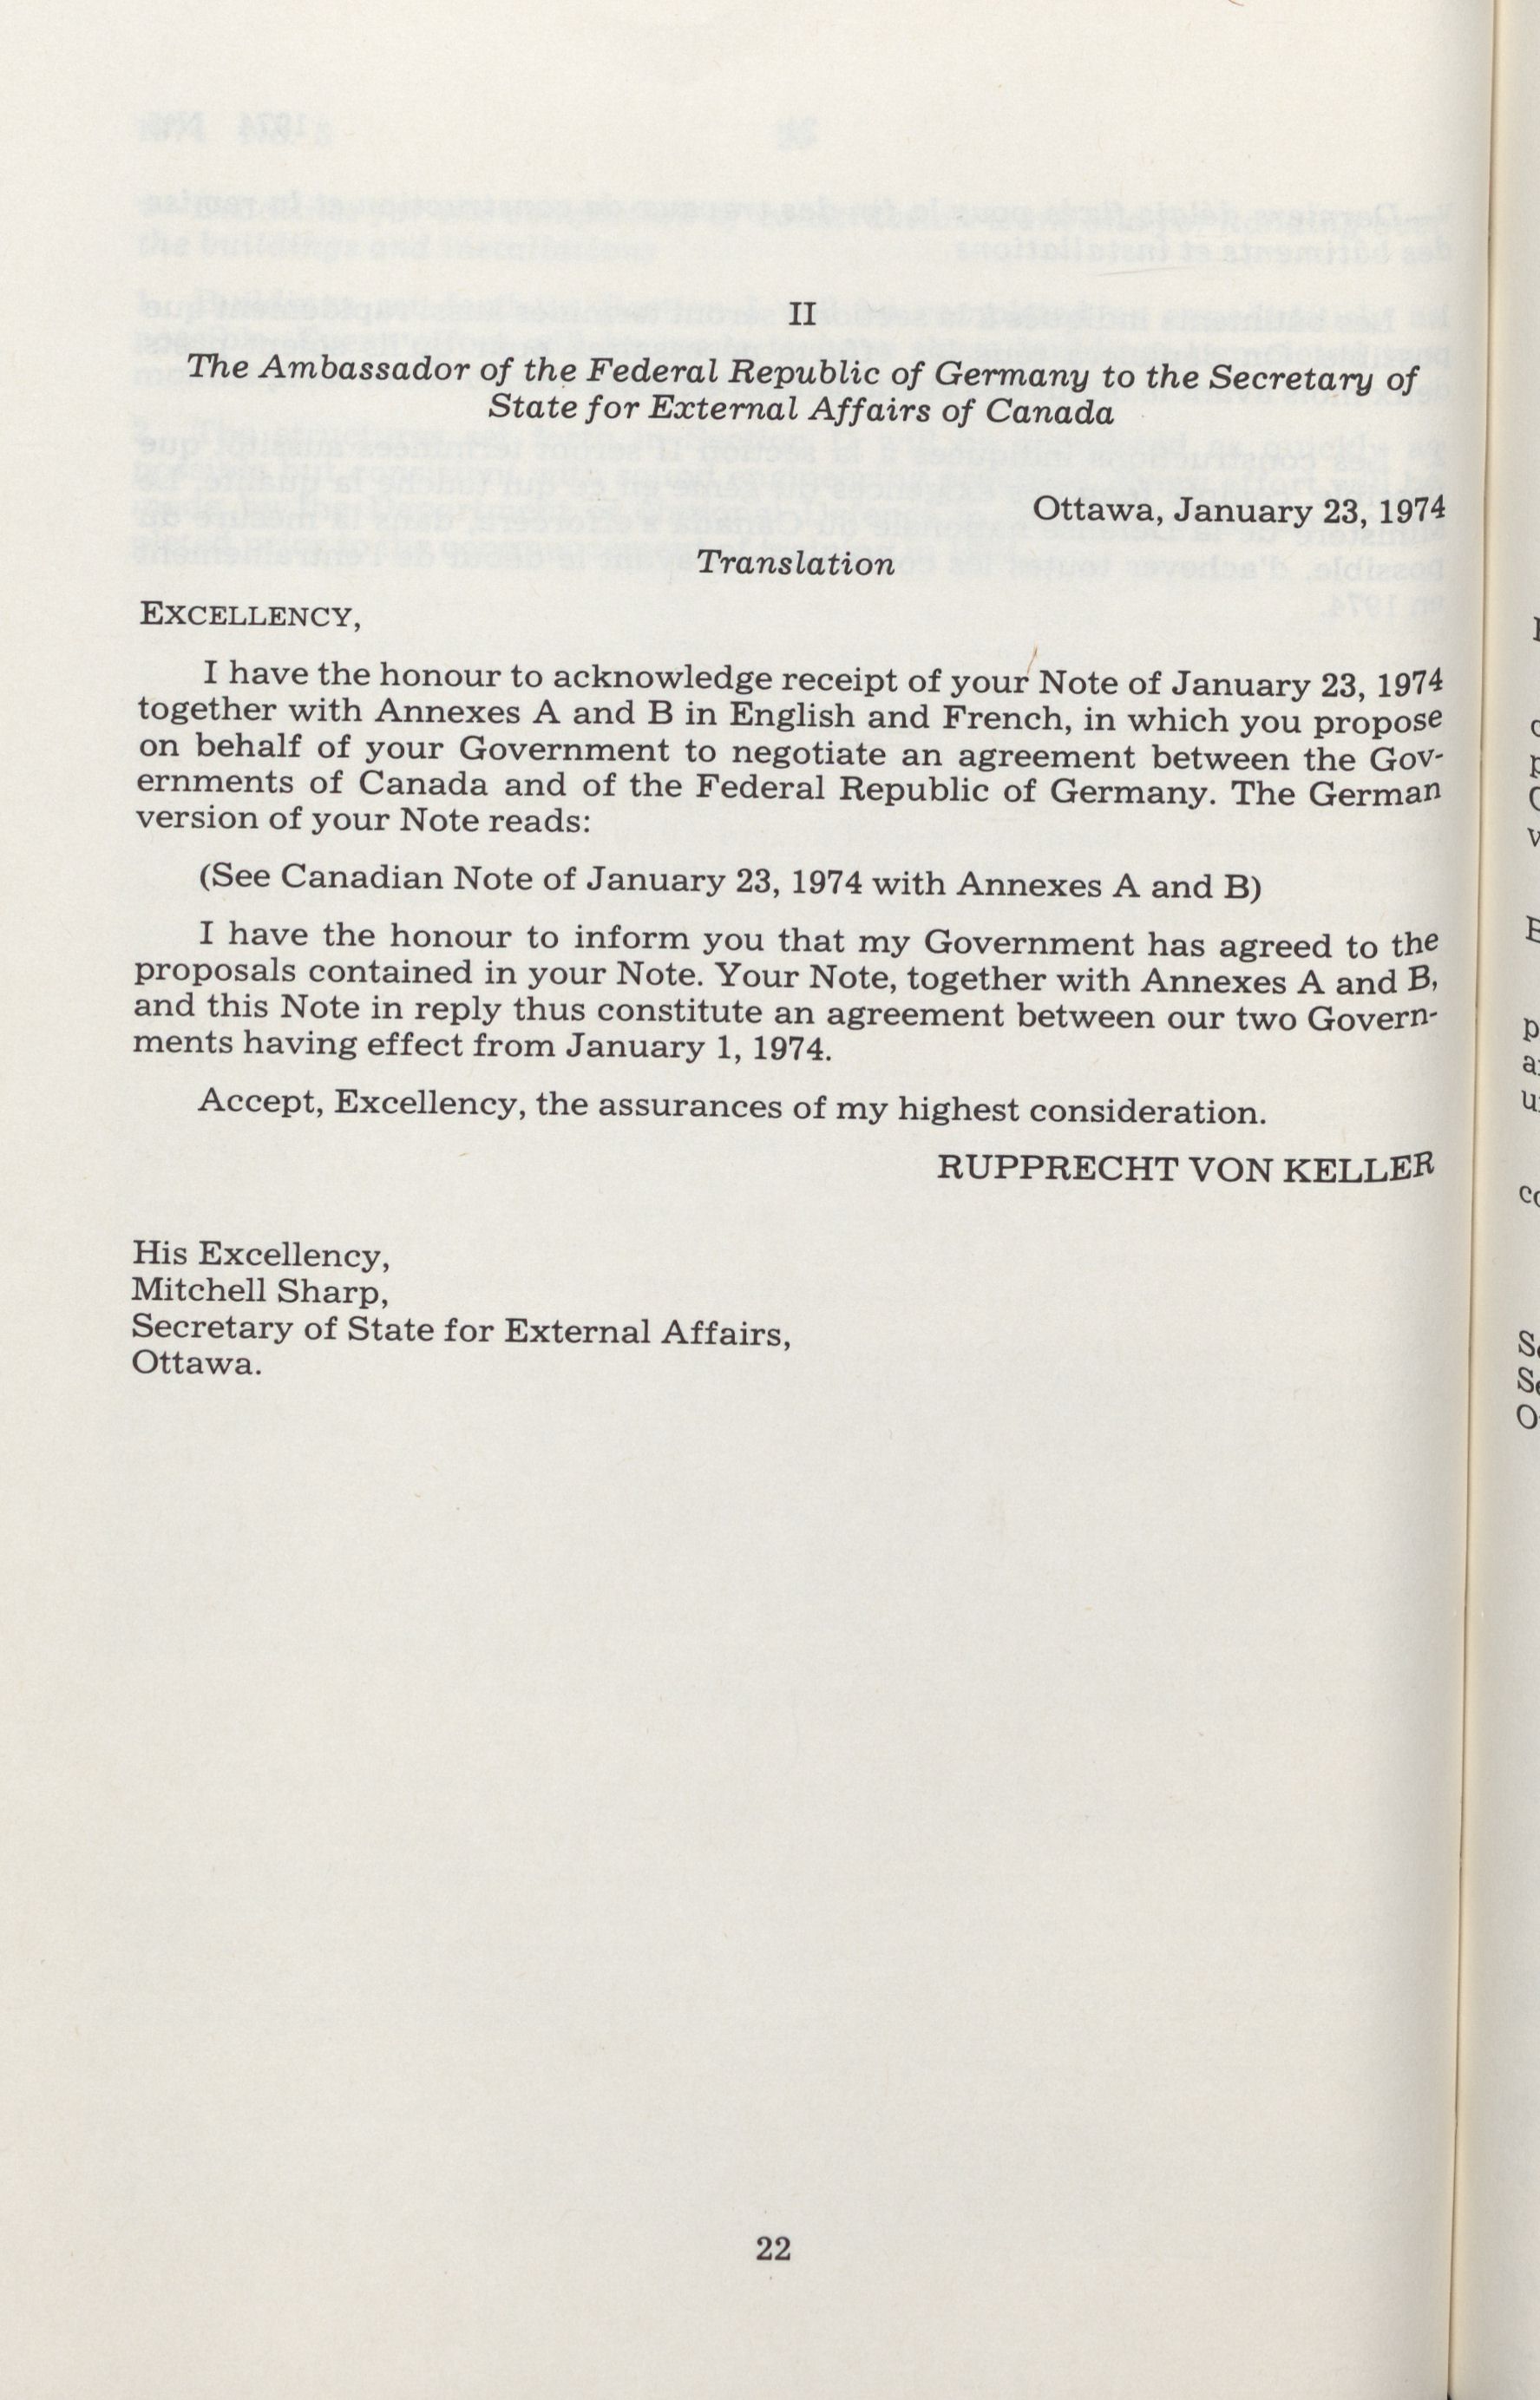 II
The Ambassador of the Federal Republic of Germany to the Secretary of
State for External Affairs of Canada
Ottawa, January 23, 1974
Translation
EXCELLENCY,
I have the honour to acknowledge receipt of your Note of January 23, 1974
together with Annexes A and B in English and French, in which you propose
on behalf of your Government to negotiate an agreement between the Gov-
ernments of Canada and of the Federal Republic of Germany. The German
version of your Note reads:
(See Canadian Note of January 23, 1974 with Annexes A and B)
I have the honour to inform you that my Government has agreed to the
proposals contained in your Note. Your Note, together with Annexes A and B,
and this Note in reply thus constitute an agreement between our two Govern-
ments having effect from January 1, 1974.
Accept, Excellency, the assurances of my highest consideration.
RUPPRECHT VON KELLER
His Excellency,
Mitchell Sharp,
Secretary of State for External Affairs,
Ottawa.
22